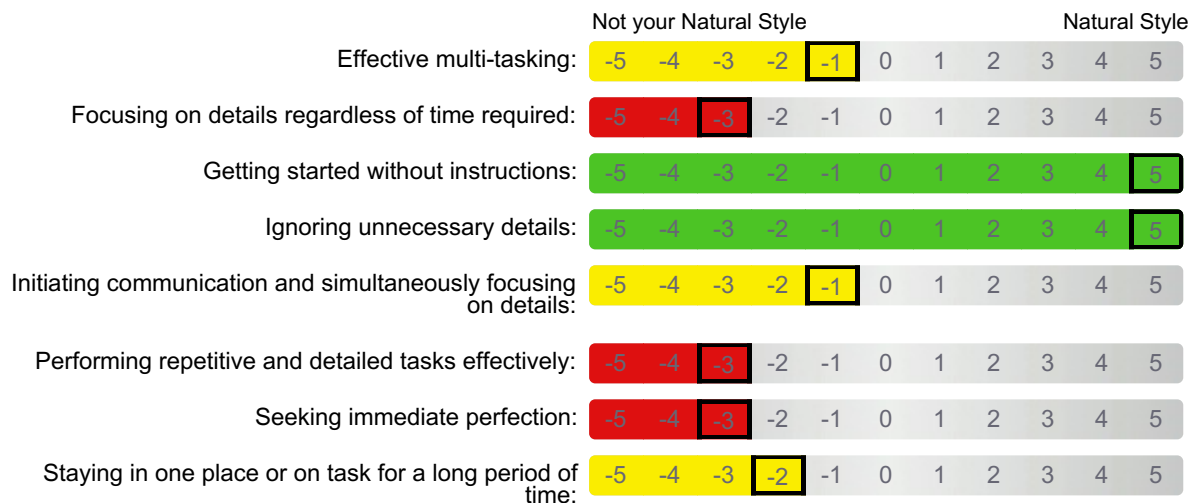 Not your Natural Style Natural Style
Effective multi-tasking: -5 -4 -3 -2 -1 0 1 2 3 4 5
Focusing on details regardless of time required: -5 -4 -3 -2 -1 0 1 2 3 4 5
Getting started without instructions: -5 -4 -3 -2 -1 0 1 2 3 4 5
Ignoring unnecessary details: -5 -4 -3 -2 -1 0 1 2 3 4 5
Initiating communication and simultaneously focusing
on details: -5 -4 -3 -2 -1 0 1 2 3 4 5
Performing repetitive and detailed tasks effectively: -5 -4 -3 -2 -1 0 1 2 3 4 5
Seeking immediate perfection: -5 -4 -3 -2 -1 0 1 2 3 4 5
Staying in one place or on task for a long period of
time: -5 -4 -3 -2 -1 0 1 2 3 4 5